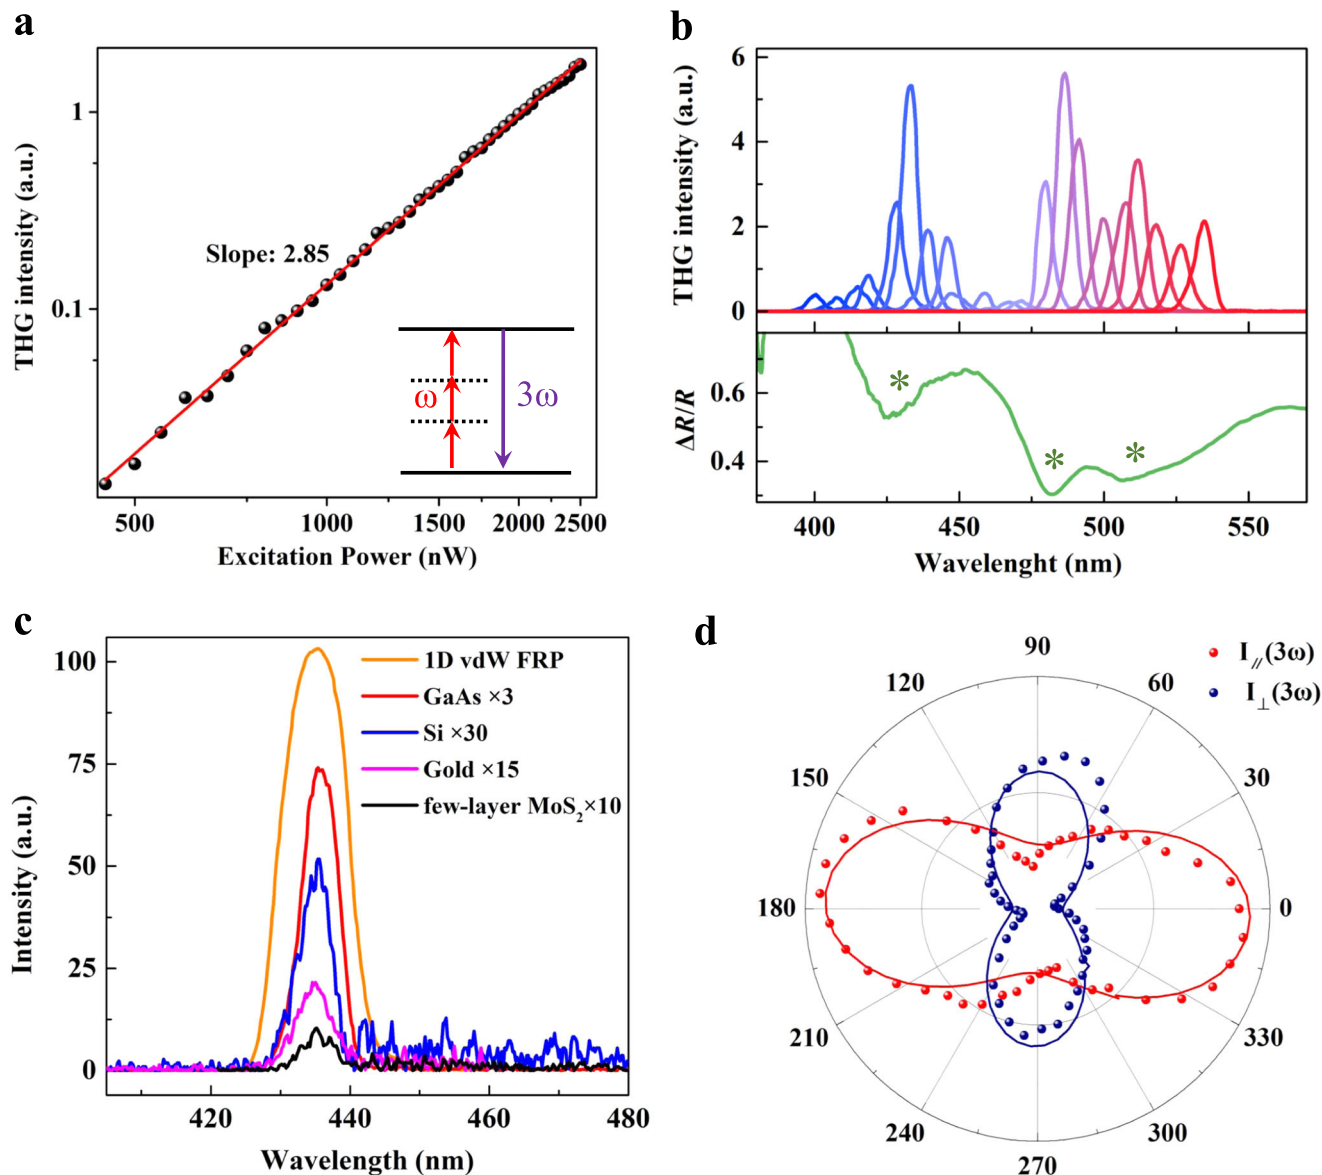 a
THG intensity (a.u.)
1
0.1
Slope: 2.85
ω
3ω
500
1000
1500
2000
2500
Excitation Power (nW)
b
THG intensity (a.u.)
6
4
2
0
ΔR/R
0.6
0.4
*
*
*
400
450
500
550
Wavelenght (nm)
c
Intensity (a.u.)
100
75
50
25
0
1D vdW FRP
GaAs ×3
Si ×30
Gold ×15
few-layer MoS₂×10
420
440
460
480
Wavelength (nm)
d
I∕∕(3ω)
I⊥(3ω)
90
120
60
150
30
180
0
210
330
240
300
270